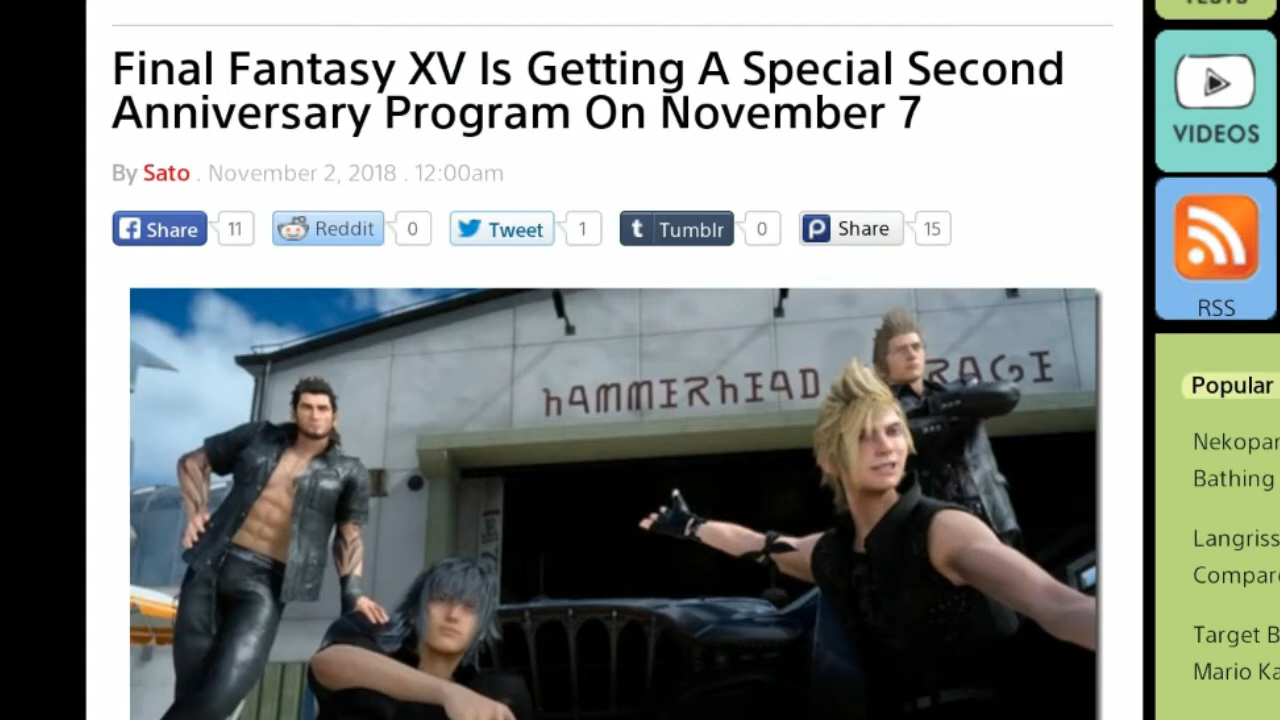 Final Fantasy XV Is Getting A Special Second
Anniversary Program On November 7
By Sato . November 2, 2018 . 12:00am
Share 11 Reddit 0 Tweet 1 Tumblr 0 Share 15
hAMMERhEAD
VIDEOS
RSS
Popular
Bathing
Target